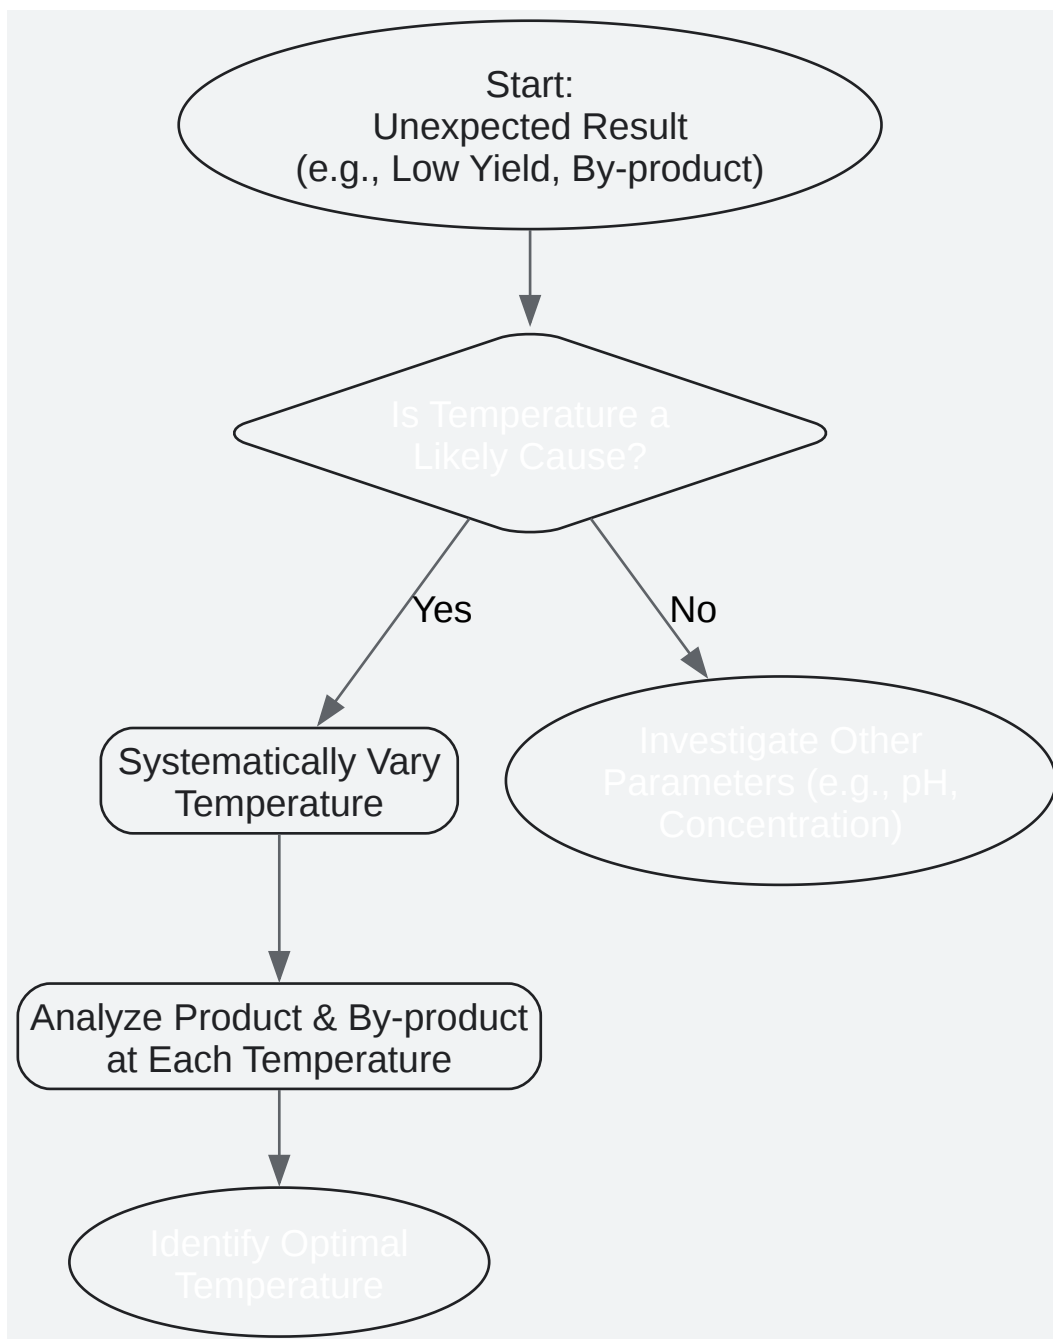 Start:
Unexpected Result
(e.g., Low Yield, By-product)
Is Temperature a
Likely Cause?
Yes
No
Systematically Vary
Temperature
Investigate Other
Parameters (e.g., pH,
Concentration)
Analyze Product & By-product
at Each Temperature
Identify Optimal
Temperature